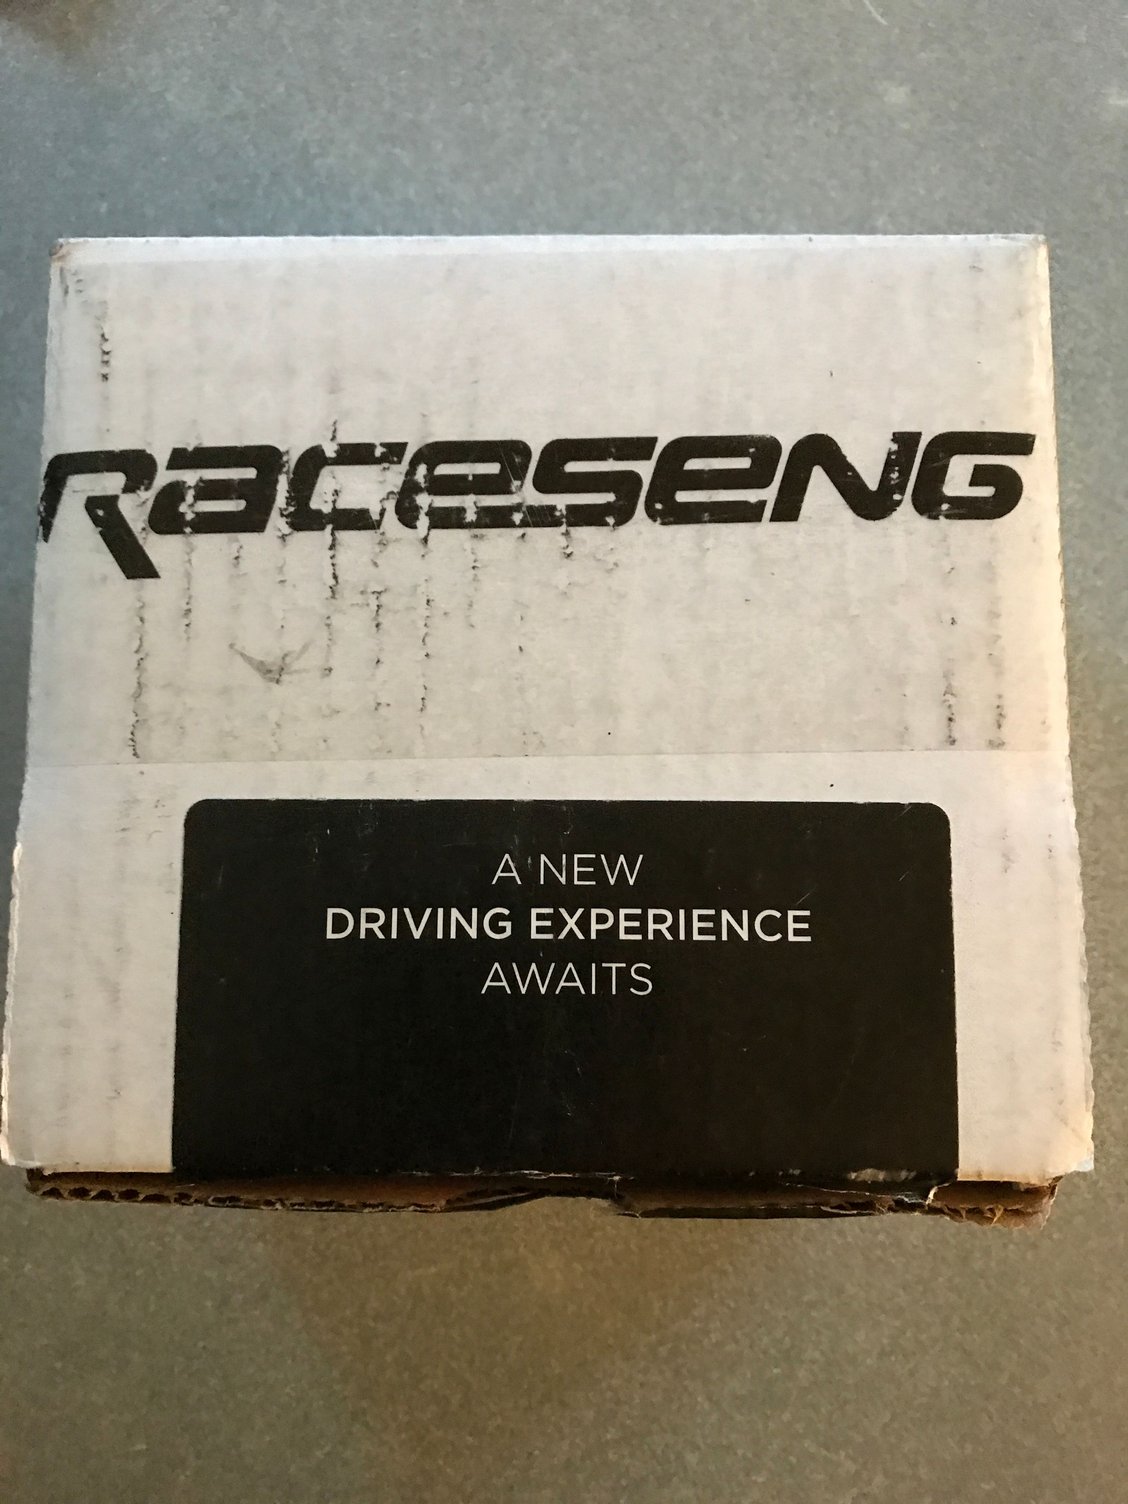 RACESENG
A NEW
DRIVING EXPERIENCE
AWAITS